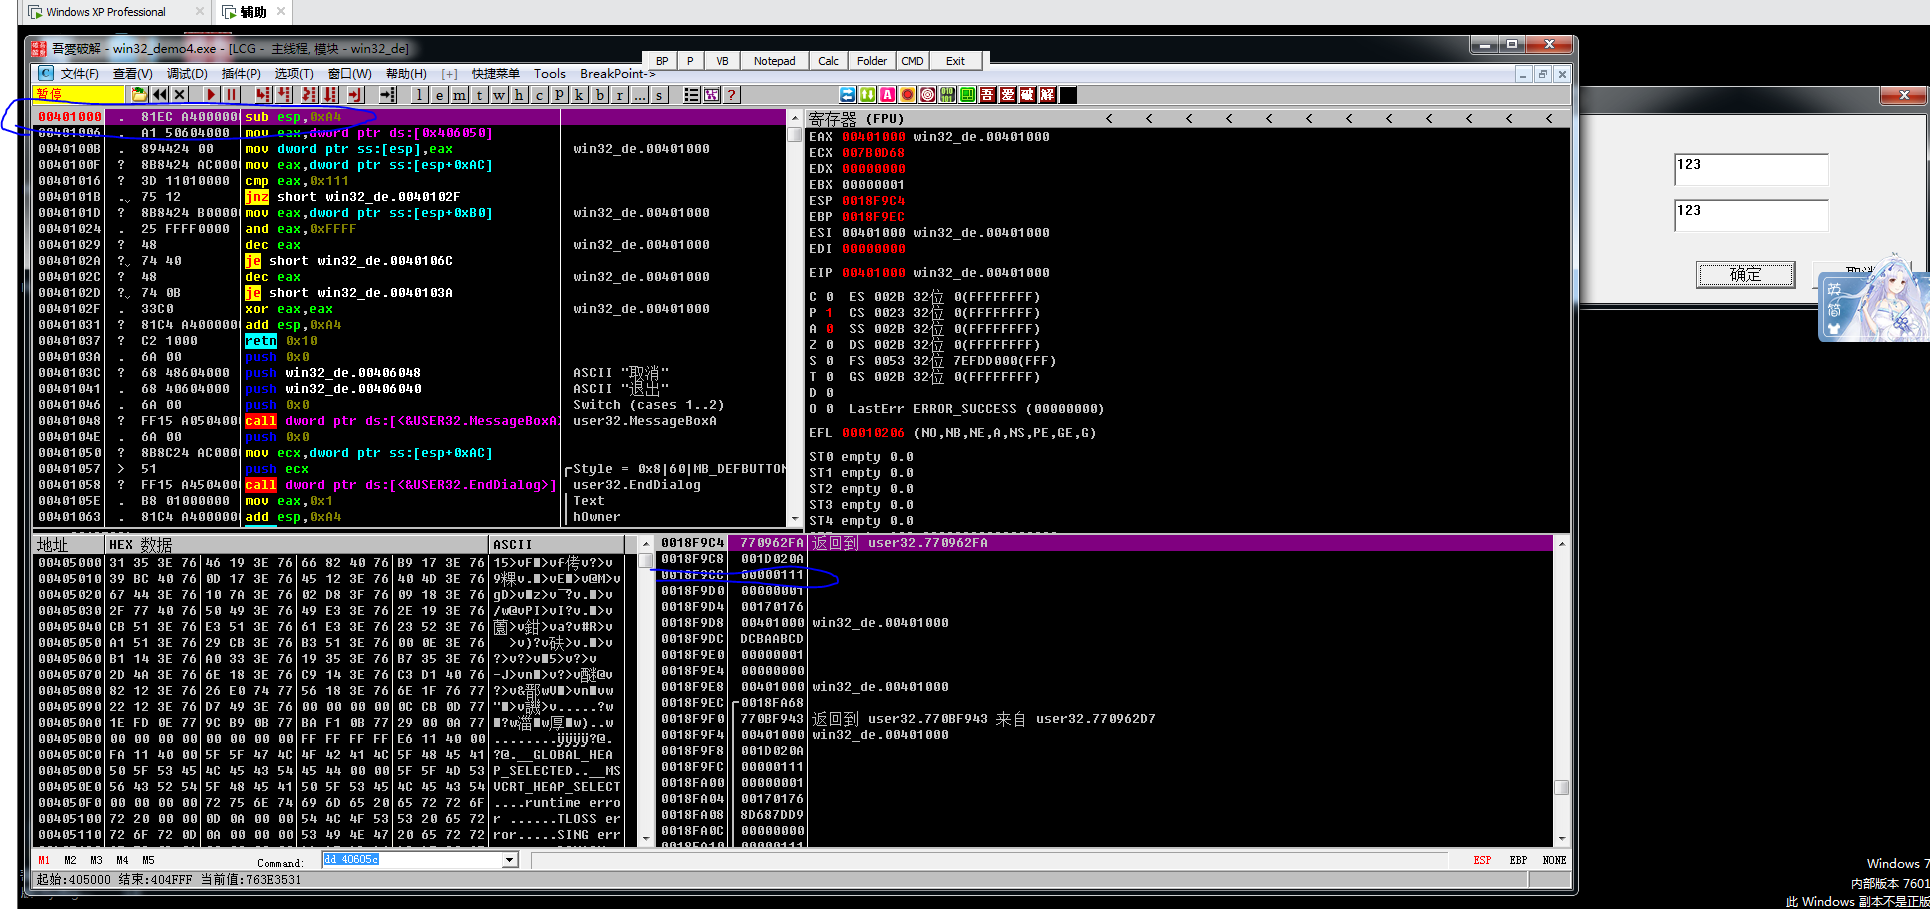 Windows XP Professional × 辅助 ×
吾爱破解 - win32_demo4.exe - [LCG - 主线程, 模块 - win32_de]
BP P VB Notepad Calc Folder CMD Exit
文件(F) 查看(V) 调试(D) 插件(P) 选项(T) 窗口(W) 帮助(H) [+] 快捷菜单 Tools BreakPoint->
暂停 l e m t w h c p k b r ... s ? 吾 爱 破 解
00401000 . 81EC A4000000 sub esp,0xA4
00401006 . A1 50604000 mov eax,dword ptr ds:[0x406050]
0040100B . 894424 00 mov dword ptr ss:[esp],eax win32_de.00401000
0040100F ? 8B8424 AC000 mov eax,dword ptr ss:[esp+0xAC]
00401016 ? 3D 11010000 cmp eax,0x111
0040101B . 75 12 jnz short win32_de.0040102F
0040101D ? 8B8424 B0000 mov eax,dword ptr ss:[esp+0xB0] win32_de.00401000
00401024 . 25 FFFF0000 and eax,0xFFFF
00401029 ? 48 dec eax win32_de.00401000
0040102A ? 74 40 je short win32_de.0040106C
0040102C ? 48 dec eax win32_de.00401000
0040102D ? 74 0B je short win32_de.0040103A
0040102F . 33C0 xor eax,eax win32_de.00401000
00401031 ? 81C4 A400000 add esp,0xA4
00401037 ? C2 1000 retn 0x10
0040103A . 6A 00 push 0x0
0040103C ? 68 48604000 push win32_de.00406048 ASCII "取消"
00401041 . 68 40604000 push win32_de.00406040 ASCII "退出"
00401046 . 6A 00 push 0x0 Switch (cases 1..2)
00401048 ? FF15 A0504000 call dword ptr ds:[<&USER32.MessageBoxA> user32.MessageBoxA
0040104E . 6A 00 push 0x0
00401050 ? 8B8C24 AC000 mov ecx,dword ptr ss:[esp+0xAC]
00401057 > 51 push ecx Style = 0x8|60|MB_DEFBUTTON
00401058 ? FF15 A4504000 call dword ptr ds:[<&USER32.EndDialog>] user32.EndDialog
0040105E . B8 01000000 mov eax,0x1 Text
00401063 . 81C4 A400000 add esp,0xA4 hOwner
寄存器 (FPU) < < < < < < < < < < < <
EAX 00401000 win32_de.00401000
ECX 007B0D68
EDX 00000000
EBX 00000001
ESP 0018F9C4
EBP 0018F9EC
ESI 00401000 win32_de.00401000
EDI 00000000
EIP 00401000 win32_de.00401000
C 0 ES 002B 32位 0(FFFFFFFF)
P 1 CS 0023 32位 0(FFFFFFFF)
A 0 SS 002B 32位 0(FFFFFFFF)
Z 0 DS 002B 32位 0(FFFFFFFF)
S 0 FS 0053 32位 7EFDD000(FFF)
T 0 GS 002B 32位 0(FFFFFFFF)
D 0
O 0 LastErr ERROR_SUCCESS (00000000)
EFL 00010206 (NO,NB,NE,A,NS,PE,GE,G)
ST0 empty 0.0
ST1 empty 0.0
ST2 empty 0.0
ST3 empty 0.0
ST4 empty 0.0
123
123
确定
英
简
地址 HEX 数据 ASCII
00405000 31 35 3E 76 46 19 3E 76 66 82 40 76 B9 17 3E 76
00405010 39 BC 40 76 0D 17 3E 76 45 12 3E 76 40 4D 3E 76
00405020 67 44 3E 76 10 7A 3E 76 02 D8 3F 76 09 18 3E 76
00405030 2F 77 40 76 50 49 3E 76 49 E3 3E 76 2E 19 3E 76
00405040 CB 51 3E 76 E3 51 3E 76 61 E3 3E 76 23 52 3E 76
00405050 A1 51 3E 76 29 CB 3E 76 B3 51 3E 76 00 0E 3E 76
00405060 B1 14 3E 76 A0 33 3E 76 19 35 3E 76 B7 35 3E 76
00405070 2D 4A 3E 76 6E 18 3E 76 C9 14 3E 76 C3 D1 40 76
00405080 82 12 3E 76 26 E0 74 77 56 18 3E 76 6E 1F 76 77
00405090 22 12 3E 76 D7 49 3E 76 00 00 00 00 0C CB 0D 77
004050A0 1E FD 0E 77 9C B9 0B 77 BA F1 0B 77 29 00 0A 77
004050B0 00 00 00 00 00 00 00 00 FF FF FF FF E6 11 40 00
004050C0 FA 11 40 00 5F 5F 47 4C 4F 42 41 4C 5F 48 45 41 ?@.__GLOBAL_HEA
004050D0 50 5F 53 45 4C 45 43 54 45 44 00 00 5F 5F 4D 53 P_SELECTED..__MS
004050E0 56 43 52 54 5F 48 45 41 50 5F 53 45 4C 45 43 54 VCRT_HEAP_SELECT
004050F0 00 00 00 00 72 75 6E 74 69 6D 65 20 65 72 72 6F ....runtime erro
00405100 72 20 00 00 0D 0A 00 00 54 4C 4F 53 53 20 65 72 r ......TLOSS er
00405110 72 6F 72 0D 0A 00 00 00 53 49 4E 47 20 65 72 72 ror.....SING err
0018F9C4 770962FA 返回到 user32.770962FA
0018F9C8 001D020A
0018F9CC 00000111
0018F9D0 00000001
0018F9D4 00170176
0018F9D8 00401000 win32_de.00401000
0018F9DC DCBAABCD
0018F9E0 00000001
0018F9E4 00000000
0018F9E8 00401000 win32_de.00401000
0018F9EC 0018FA68
0018F9F0 770BF943 返回到 user32.770BF943 来自 user32.770962D7
0018F9F4 00401000 win32_de.00401000
0018F9F8 001D020A
0018F9FC 00000111
0018FA00 00000001
0018FA04 00170176
0018FA08 8D687DD9
0018FA0C 00000000
M1 M2 M3 M4 M5 Command: dd 40605c ESP EBP NONE
起始:405000 结束:404FFF 当前值:763E3531
Windows 7
内部版本 7601
此 Windows 副本不是正版